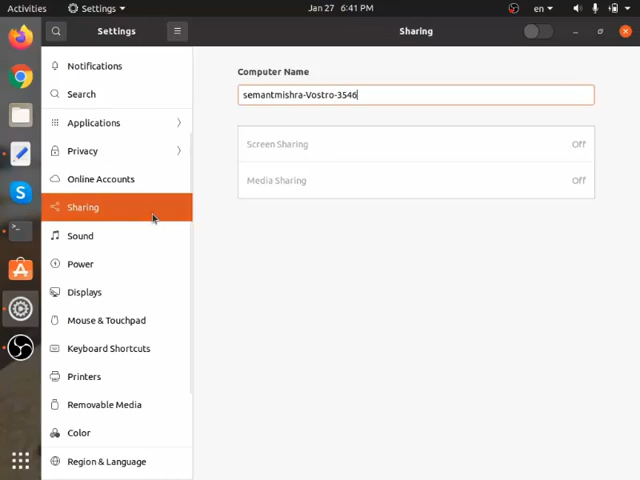 Activities
Settings
Jan 27 6:41 PM
en
Settings
Sharing
Notifications
Search
Applications
Privacy
Online Accounts
Sharing
Sound
Power
Displays
Mouse & Touchpad
Keyboard Shortcuts
Printers
Removable Media
Color
Region & Language
Computer Name
semantmishra-Vostro-3546
Screen Sharing Off
Media Sharing Off